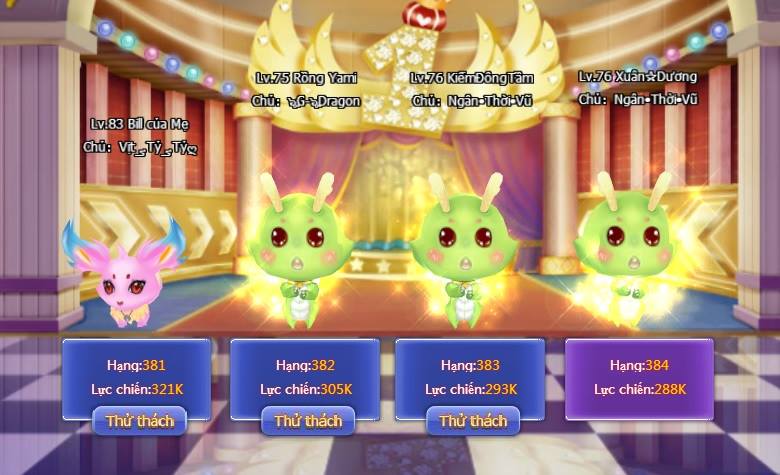 Lv.83 Bill của Mẹ
Chủ: Vịt_Tý_Tý
Lv.75 Rồng Yami
Chủ: G-Dragon
Lv.76 KiếmĐôngTâm
Chủ: Ngân•Thời•Vũ
Lv.76 Xuân☆Dương
Chủ: Ngân•Thời•Vũ
1
Hạng:381
Lực chiến:321K
Thử thách
Hạng:382
Lực chiến:305K
Thử thách
Hạng:383
Lực chiến:293K
Thử thách
Hạng:384
Lực chiến:288K